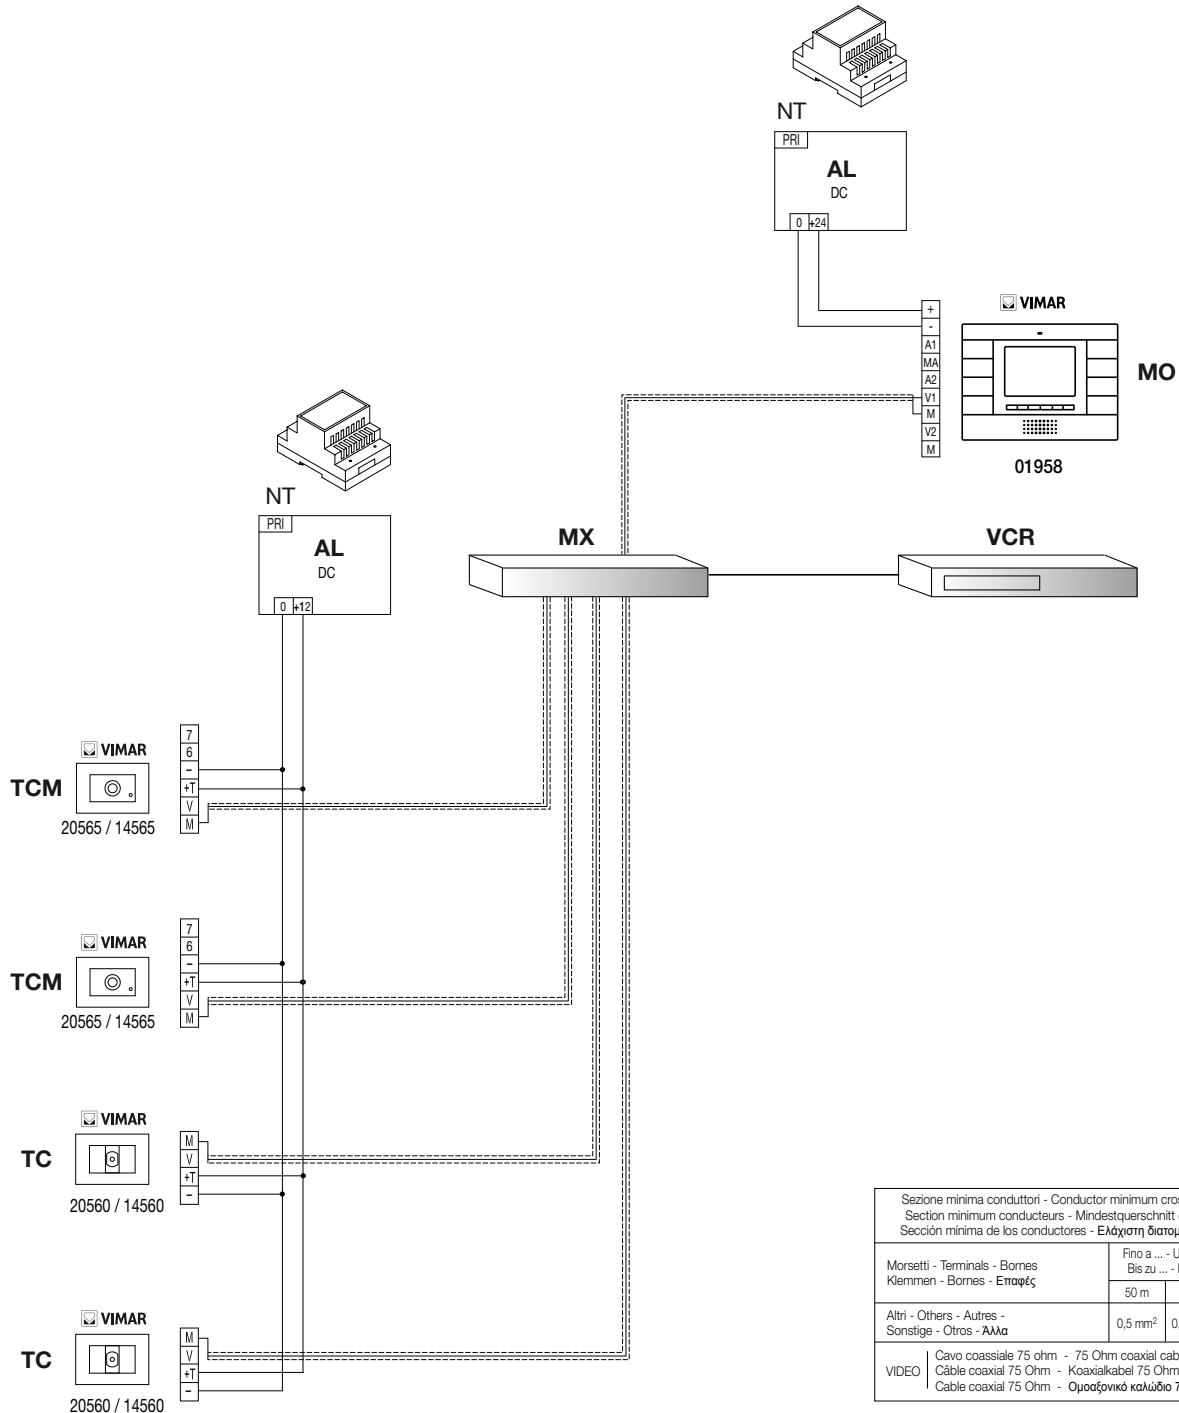 NT
PRI
AL
DC
0 +24
VIMAR
+
-
A1
MA
A2
V1
M
V2
M
MO
01958
NT
PRI
AL
DC
0 +12
MX
VCR
VIMAR
TCM
20565 / 14565
7
6
–
+T
V
M
VIMAR
TCM
20565 / 14565
7
6
–
+T
V
M
VIMAR
TC
20560 / 14560
M
V
+T
–
VIMAR
TC
20560 / 14560
M
V
+T
–
Sezione minima conduttori - Conductor minimum
Section minimum conducteurs - Mindestquerschnitt
Sección mínima de los conductores - Ελάχιστη
Morsetti - Terminals - Bornes
Klemmen - Bornes - Επαφές
Fino a ... -
Bis zu ... -
50 m
Altri - Others - Autres -
Sonstige - Otros - Άλλα
0,5 mm²
VIDEO
Cavo coassiale 75 ohm - 75 Ohm coaxial
Câble coaxial 75 Ohm - Koaxialkabel 75 Ohm
Cable coaxial 75 Ohm - Ομοαξονικό καλώδιο